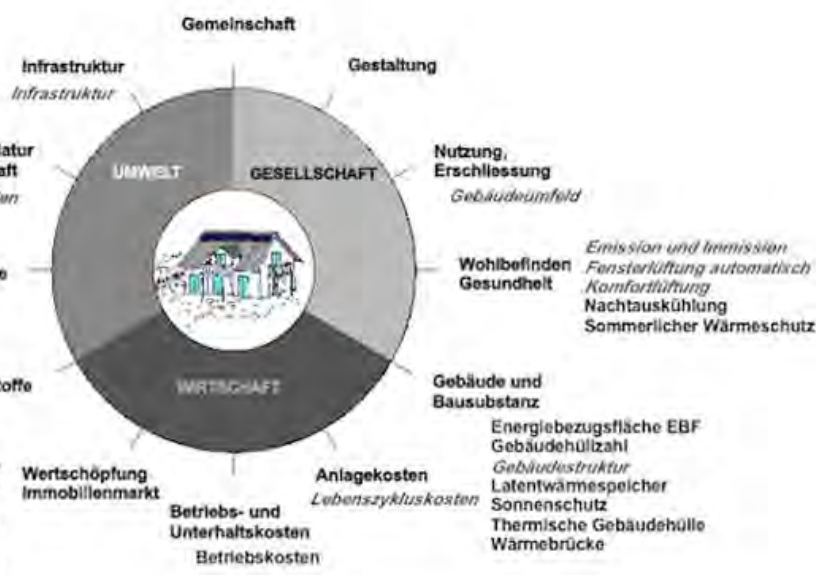 Gemeinschaft
Infrastruktur
Infrastruktur
Gestaltung
UMWELT
GESELLSCHAFT
Nutzung,
Erschliessung
Gebäudeumfeld
Wohlbefinden
Gesundheit
Emission und Immission
Fensterlüftung automatisch
Komfortlüftung
Nachtauskühlung
Sommerlicher Wärmeschutz
WIRTSCHAFT
Gebäude und
Bausubstanz
Energiebezugsfläche EBF
Gebäudehüllzahl
Gebäudestruktur
Latentwärmespeicher
Sonnenschutz
Thermische Gebäudehülle
Wärmebrücke
Anlagekosten
Lebenszykluskosten
Betriebs- und
Unterhaltskosten
Betriebskosten
Wertschöpfung
Immobilienmarkt